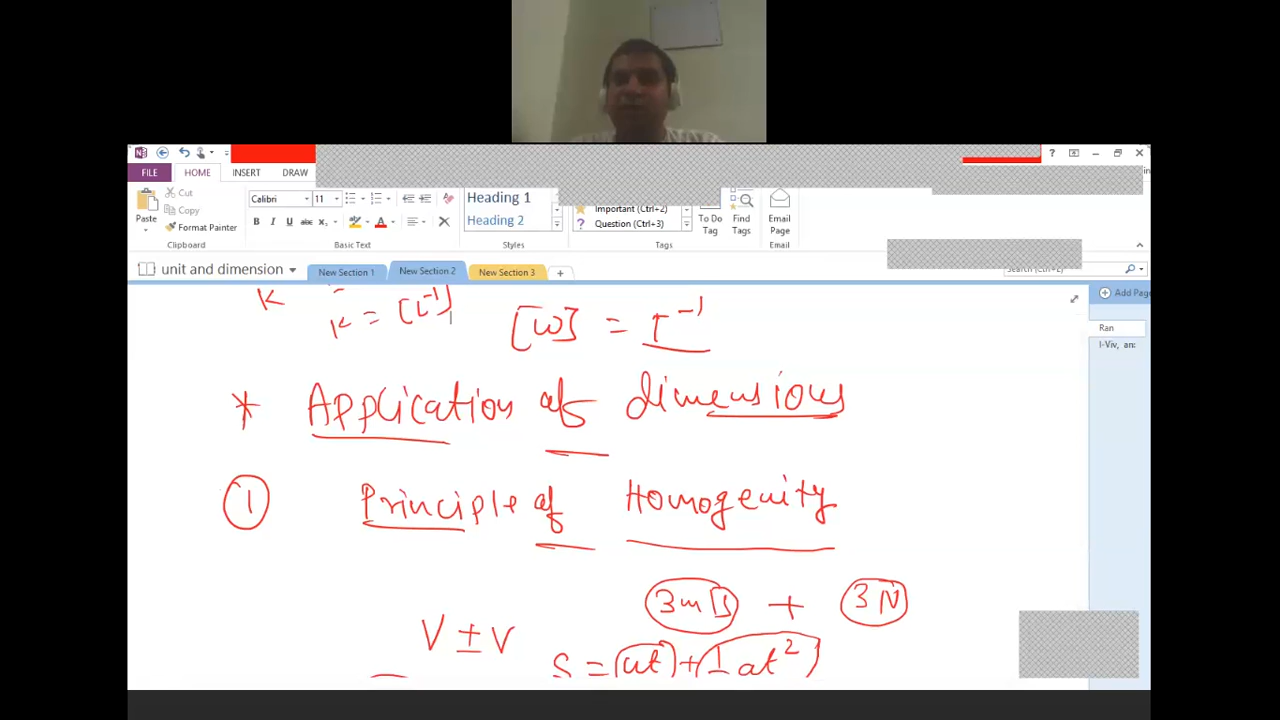 FILE HOME INSERT DRAW
Cut
Copy
Format Painter
Paste
Clipboard
Calibri 11
B I U
Basic Text
Heading 1
Heading 2
Styles
Important (Ctrl+2)
Question (Ctrl+3)
Tags
To Do Tag
Find Tags
Email Page
Email
unit and dimension New Section 1 New Section 2 New Section 3
Add Page
Ran
I-Viv, an:
K
K = [L⁻¹] [ω] = T⁻¹
* Application of dimensions
① Principle of Homogenuity
3m/s + 3N
V ± V
S = ut + 1 at²